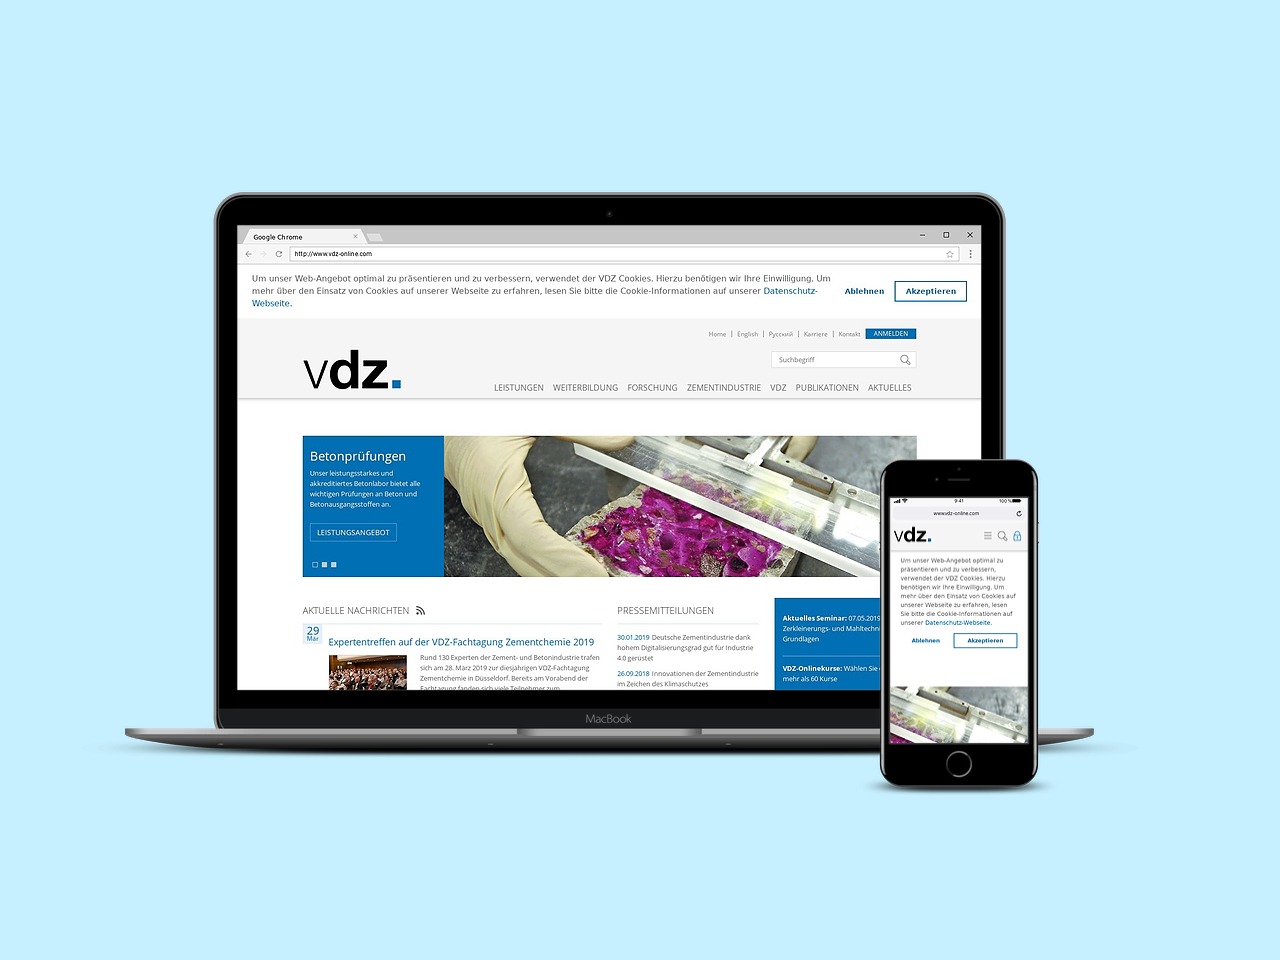 Google Chrome
http://www.vdz-online.com
Um unser Web-Angebot optimal zu präsentieren und zu verbessern, verwendet der VDZ Cookies. Hierzu benötigen wir Ihre Einwilligung. Um
mehr über den Einsatz von Cookies auf unserer Webseite zu erfahren, lesen Sie bitte die Cookie-Informationen auf unserer Datenschutz-
Webseite.
Ablehnen
Akzeptieren
Home | English | Русский | Karriere | Kontakt
ANMELDEN
Suchbegriff
vdz.
LEISTUNGEN WEITERBILDUNG FORSCHUNG ZEMENTINDUSTRIE VDZ PUBLIKATIONEN AKTUELLES
Betonprüfungen
Unser leistungsstarkes und
akkreditiertes Betonlabor bietet alle
wichtigen Prüfungen an Beton und
Betonausgangsstoffen an.
LEISTUNGSANGEBOT
AKTUELLE NACHRICHTEN
29
Mär
Expertentreffen auf der VDZ-Fachtagung Zementchemie 2019
Rund 130 Experten der Zement- und Betonindustrie trafen
sich am 28. März 2019 zur diesjährigen VDZ-Fachtagung
Zementchemie in Düsseldorf. Bereits am Vorabend der
Fachtagung fanden sich viele Teilnehmer zum
PRESSEMITTEILUNGEN
30.01.2019 Deutsche Zementindustrie dank
hohem Digitalisierungsgrad gut für Industrie
4.0 gerüstet
26.09.2018 Innovationen der Zementindustrie
im Zeichen des Klimaschutzes
Aktuelles Seminar: 07.05.2019
Zerkleinerungs- und Mahltechni
Grundlagen
VDZ-Onlinekurse: Wählen Sie
mehr als 60 Kurse
MacBook
9:41
100 %
www.vdz-online.com
vdz.
Um unser Web-Angebot optimal zu
präsentieren und zu verbessern,
verwendet der VDZ Cookies. Hierzu
benötigen wir Ihre Einwilligung. Um
mehr über den Einsatz von Cookies auf
unserer Webseite zu erfahren, lesen
Sie bitte die Cookie-Informationen auf
unserer Datenschutz-Webseite.
Ablehnen
Akzeptieren